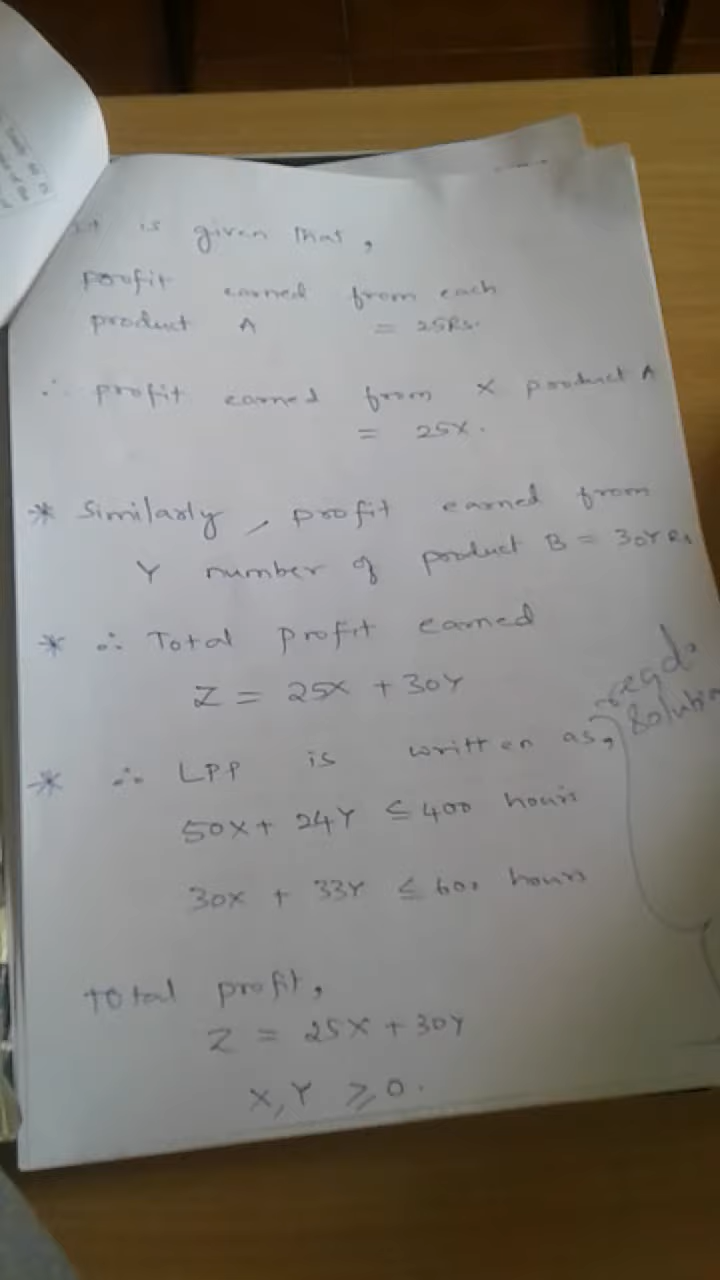 It is given that,
profit earned from each
product A = 25Rs.
∴ profit earned from X product A
= 25X.
* Similarly, profit earned from
Y number of product B = 30Y Rs
* ∴ Total profit earned
Z = 25X + 30Y
* ∴ LPP is written as,
50X + 24Y ≤ 400 hours
30X + 33Y ≤ 600 hours
Total profit,
Z = 25X + 30Y
X, Y ≥ 0.